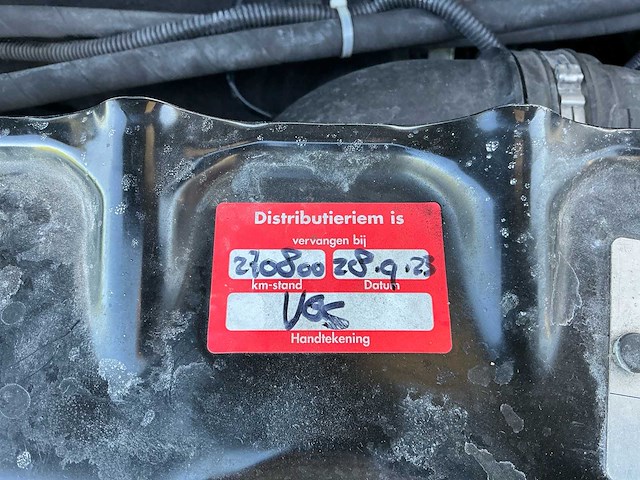 Distributieriem is
vervangen bij
270800 28.9.23
km-stand Datum
Handtekening